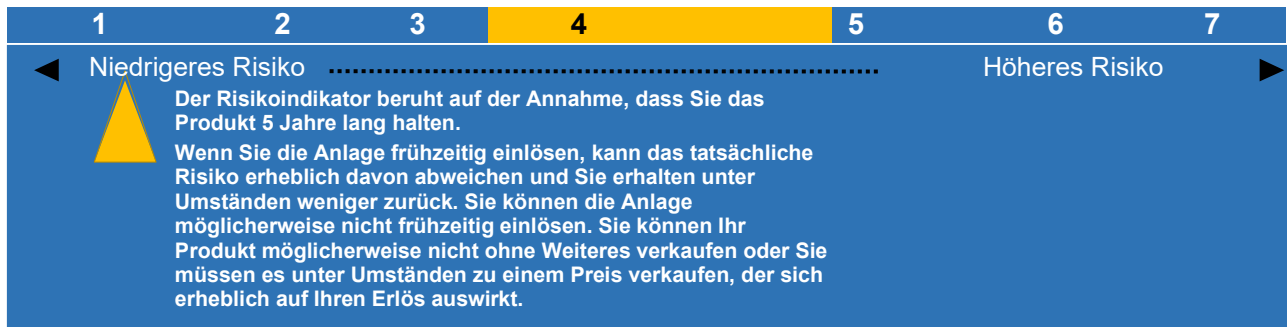 1 2 3 4 5 6 7
Niedrigeres Risiko Höheres Risiko
Der Risikoindikator beruht auf der Annahme, dass Sie das
Produkt 5 Jahre lang halten.
Wenn Sie die Anlage frühzeitig einlösen, kann das tatsächliche
Risiko erheblich davon abweichen und Sie erhalten unter
Umständen weniger zurück. Sie können die Anlage
möglicherweise nicht frühzeitig einlösen. Sie können Ihr
Produkt möglicherweise nicht ohne Weiteres verkaufen oder Sie
müssen es unter Umständen zu einem Preis verkaufen, der sich
erheblich auf Ihren Erlös auswirkt.